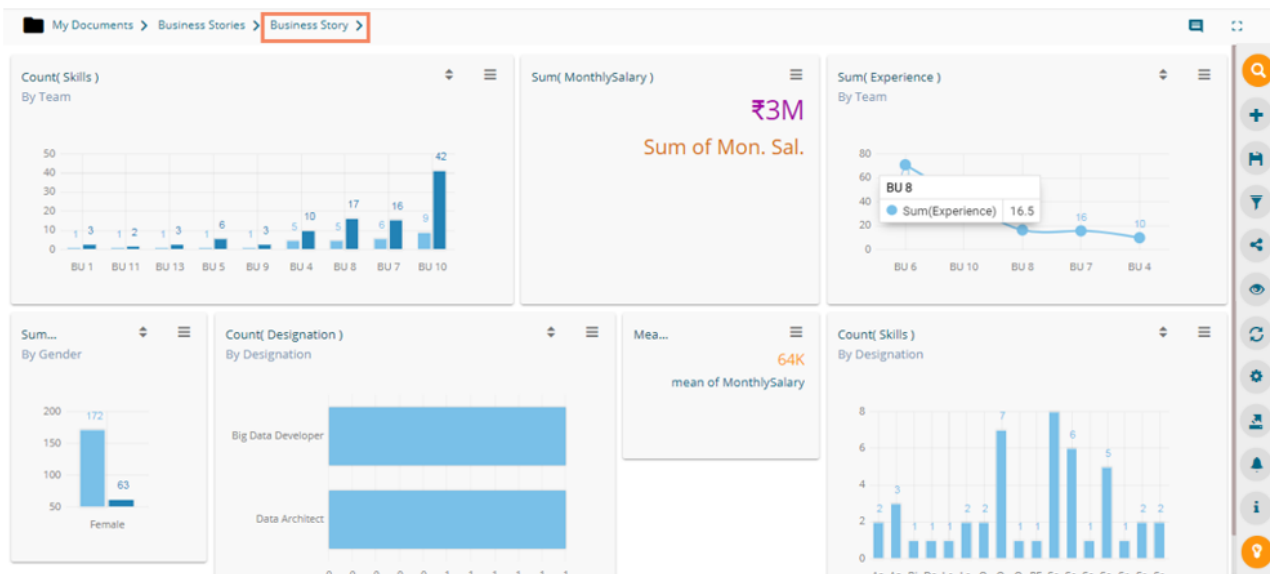 My Documents > Business Stories > Business Story >
Count( Skills )
By Team
50
40
30
20
10
0
1 3 1 2 1 3 1 6 1 3 5 10 5 17 6 16 9 42
BU 1 BU 11 BU 13 BU 5 BU 9 BU 4 BU 8 BU 7 BU 10
Sum( MonthlySalary )
₹3M
Sum of Mon. Sal.
Sum( Experience )
By Team
80
60
40
20
0
BU 8
Sum(Experience) 16.5
16
10
BU 6 BU 10 BU 8 BU 7 BU 4
Sum...
By Gender
200
150
100
50
172
63
Female
Count( Designation )
By Designation
Big Data Developer
Data Architect
Mea...
64K
mean of MonthlySalary
Count( Skills )
By Designation
8
6
4
2
0
2 3 1 1 1 2 2 7 1 1 6 1 5 1 2 2